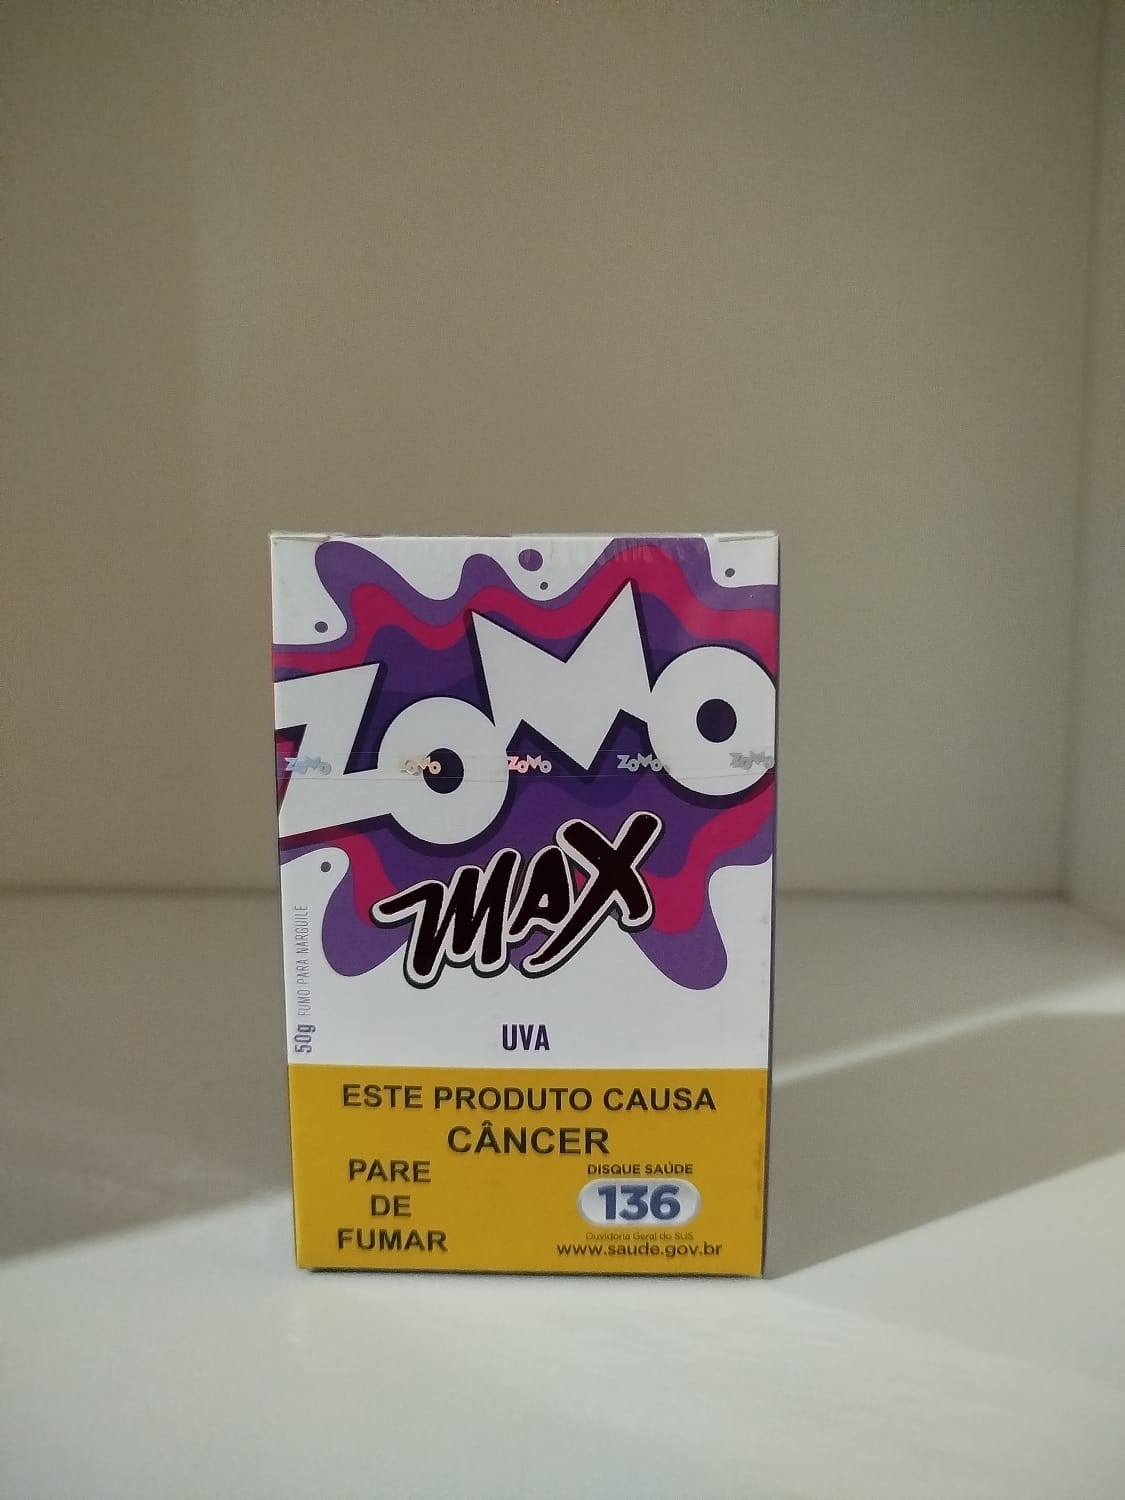 ZOMO
ZOMO ZOMO ZOMO ZOMO ZOMO
MAX
50g FUMO PARA NARGUILE
UVA
ESTE PRODUTO CAUSA
CÂNCER
PARE
DE
FUMAR
DISQUE SAÚDE
136
Ouvidoria Geral do SUS
www.saude.gov.br